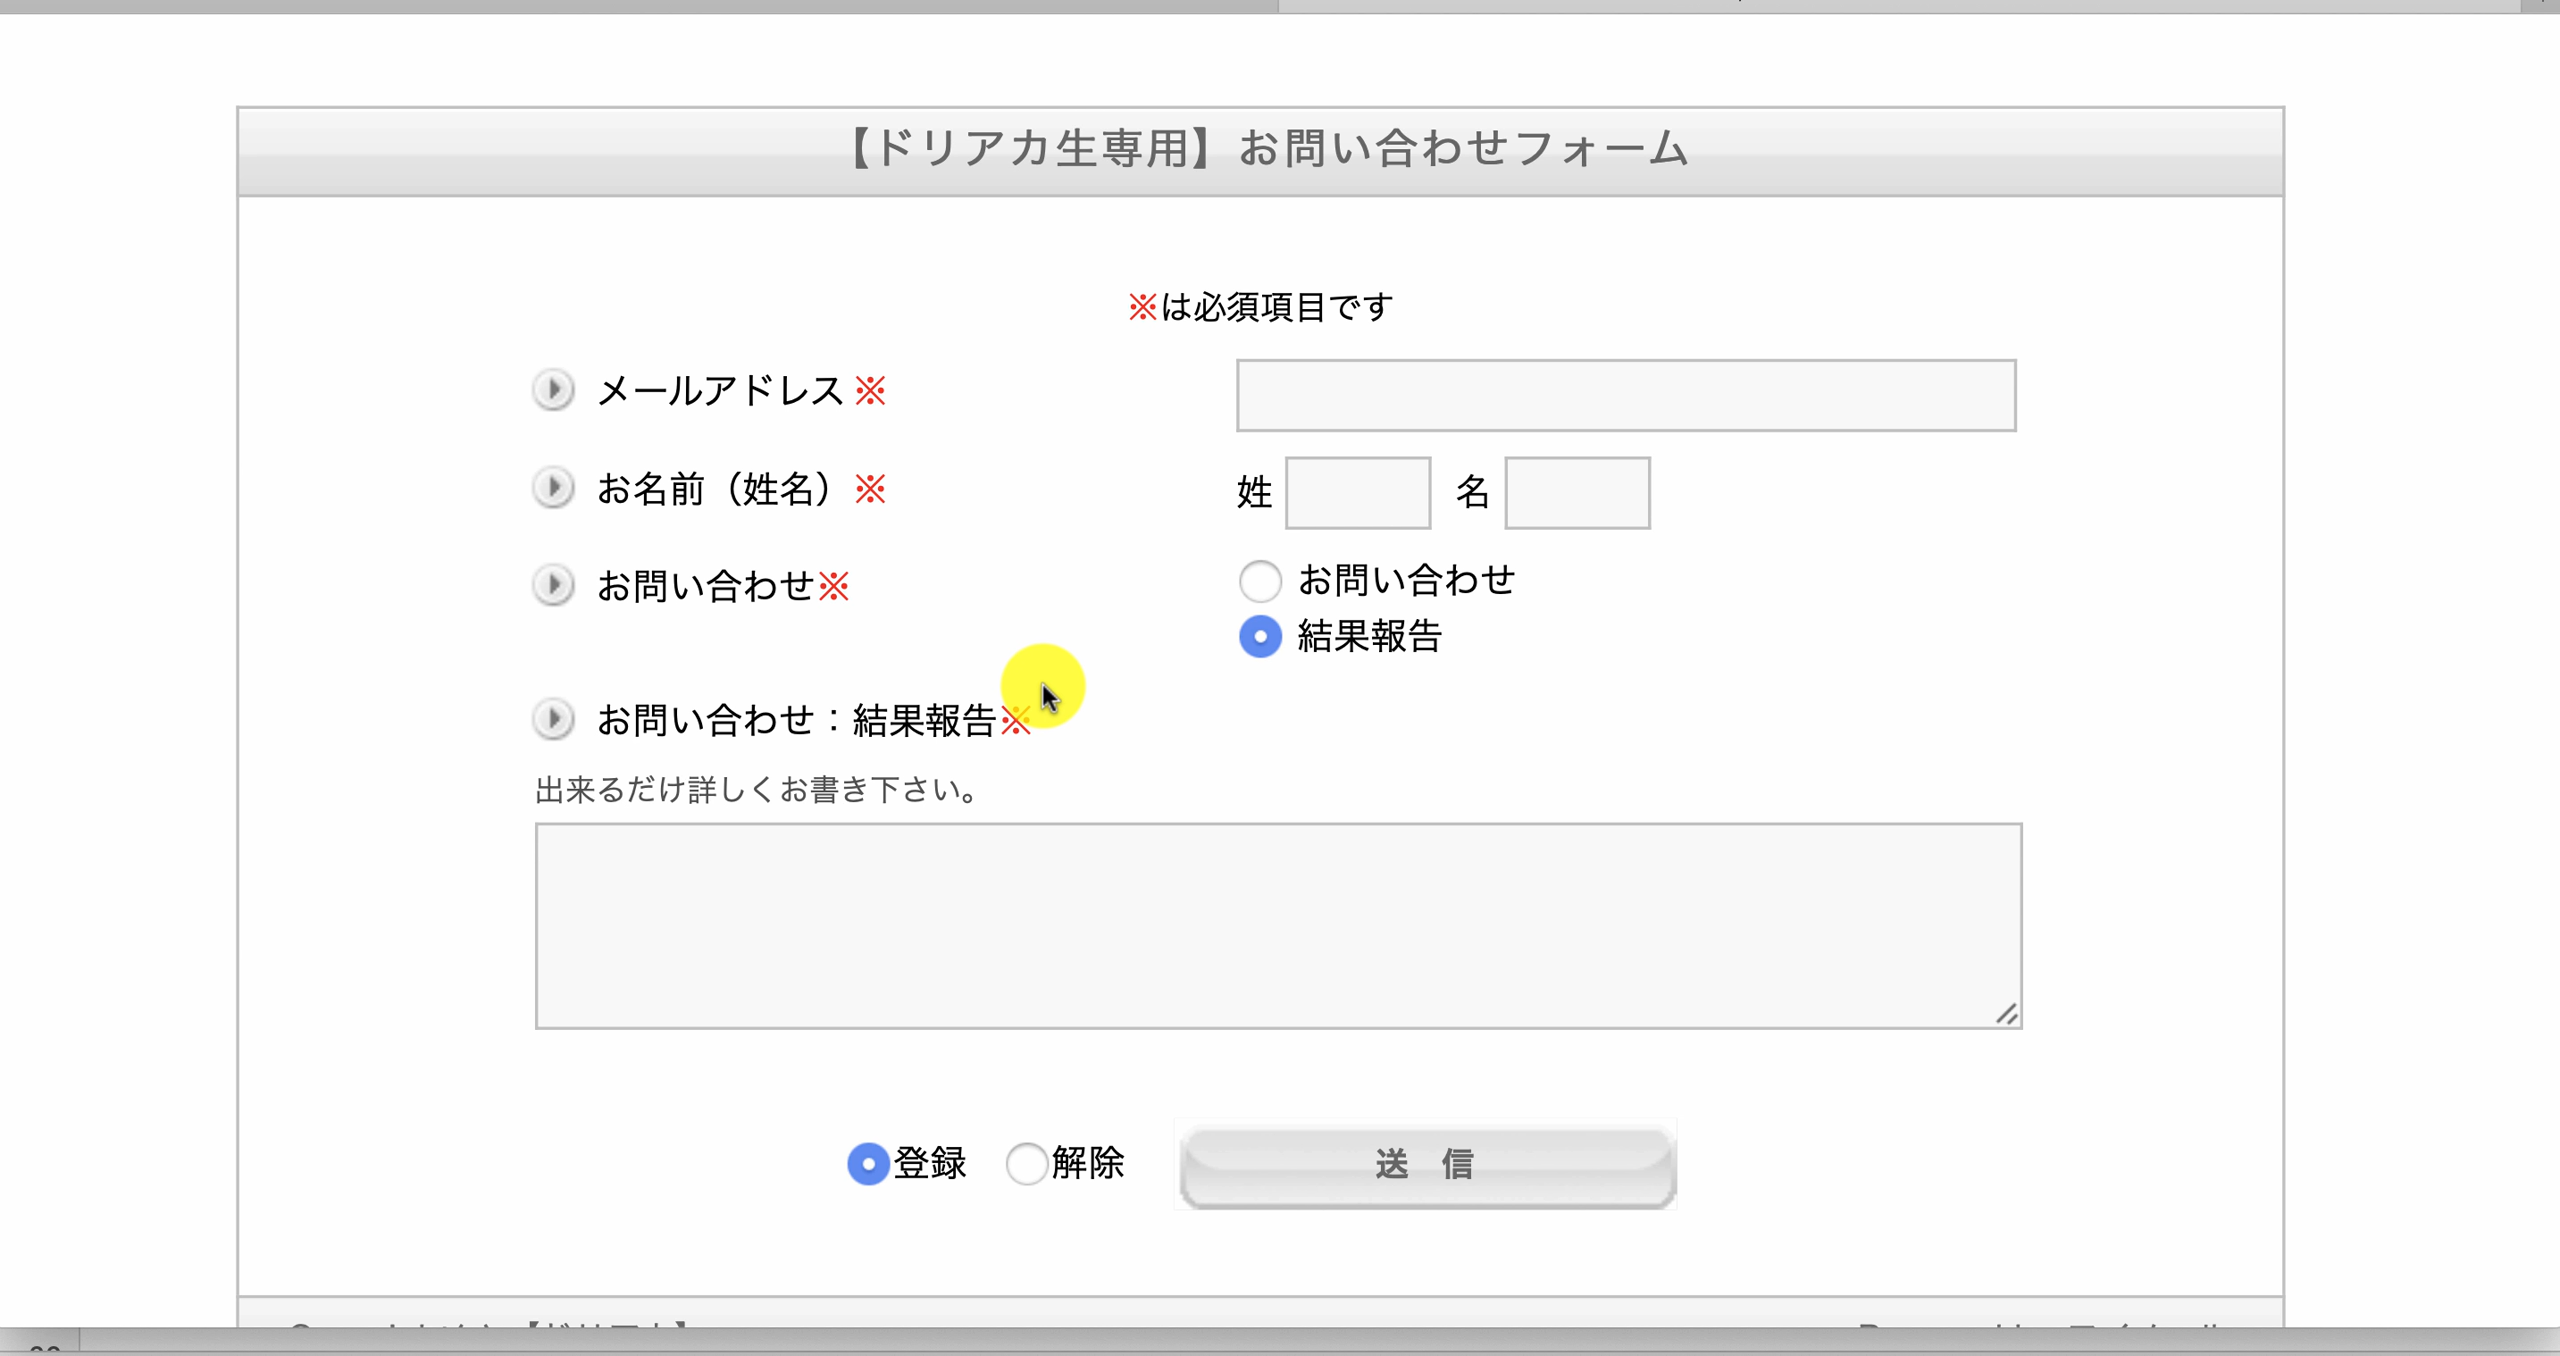 【ドリアカ生専用】お問い合わせフォーム
※は必須項目です
メールアドレス ※
お名前（姓名） ※
姓 名
お問い合わせ※
お問い合わせ
結果報告
お問い合わせ：結果報告※
出来るだけ詳しくお書き下さい。
登録 解除 送 信